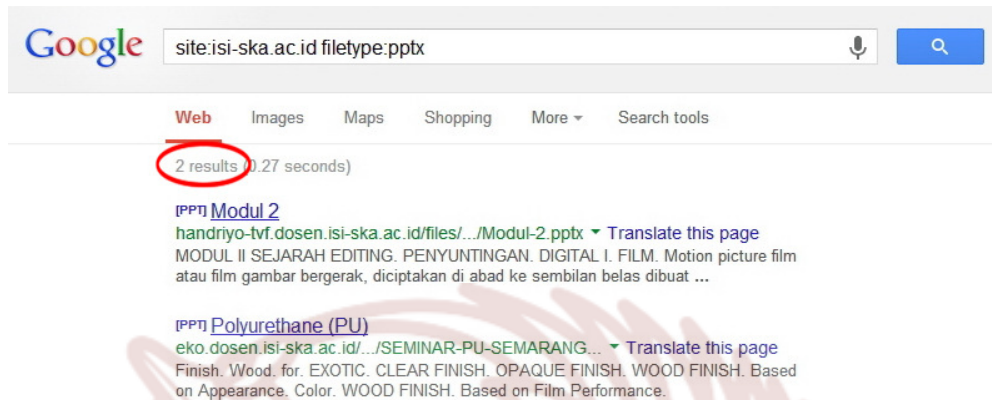 Google
site:isi-ska.ac.id filetype:pptx
Web Images Maps Shopping More Search tools
2 results (0.27 seconds)
[PPT] Modul 2
handriyo-tvf.dosen.isi-ska.ac.id/files/.../Modul-2.pptx Translate this page
MODUL II SEJARAH EDITING. PENYUNTINGAN. DIGITAL I. FILM. Motion picture film
atau film gambar bergerak, diciptakan di abad ke sembilan belas dibuat ...
[PPT] Polyurethane (PU)
eko.dosen.isi-ska.ac.id/.../SEMINAR-PU-SEMARANG... Translate this page
Finish. Wood. for. EXOTIC. CLEAR FINISH. OPAQUE FINISH. WOOD FINISH. Based
on Appearance. Color. WOOD FINISH. Based on Film Performance.